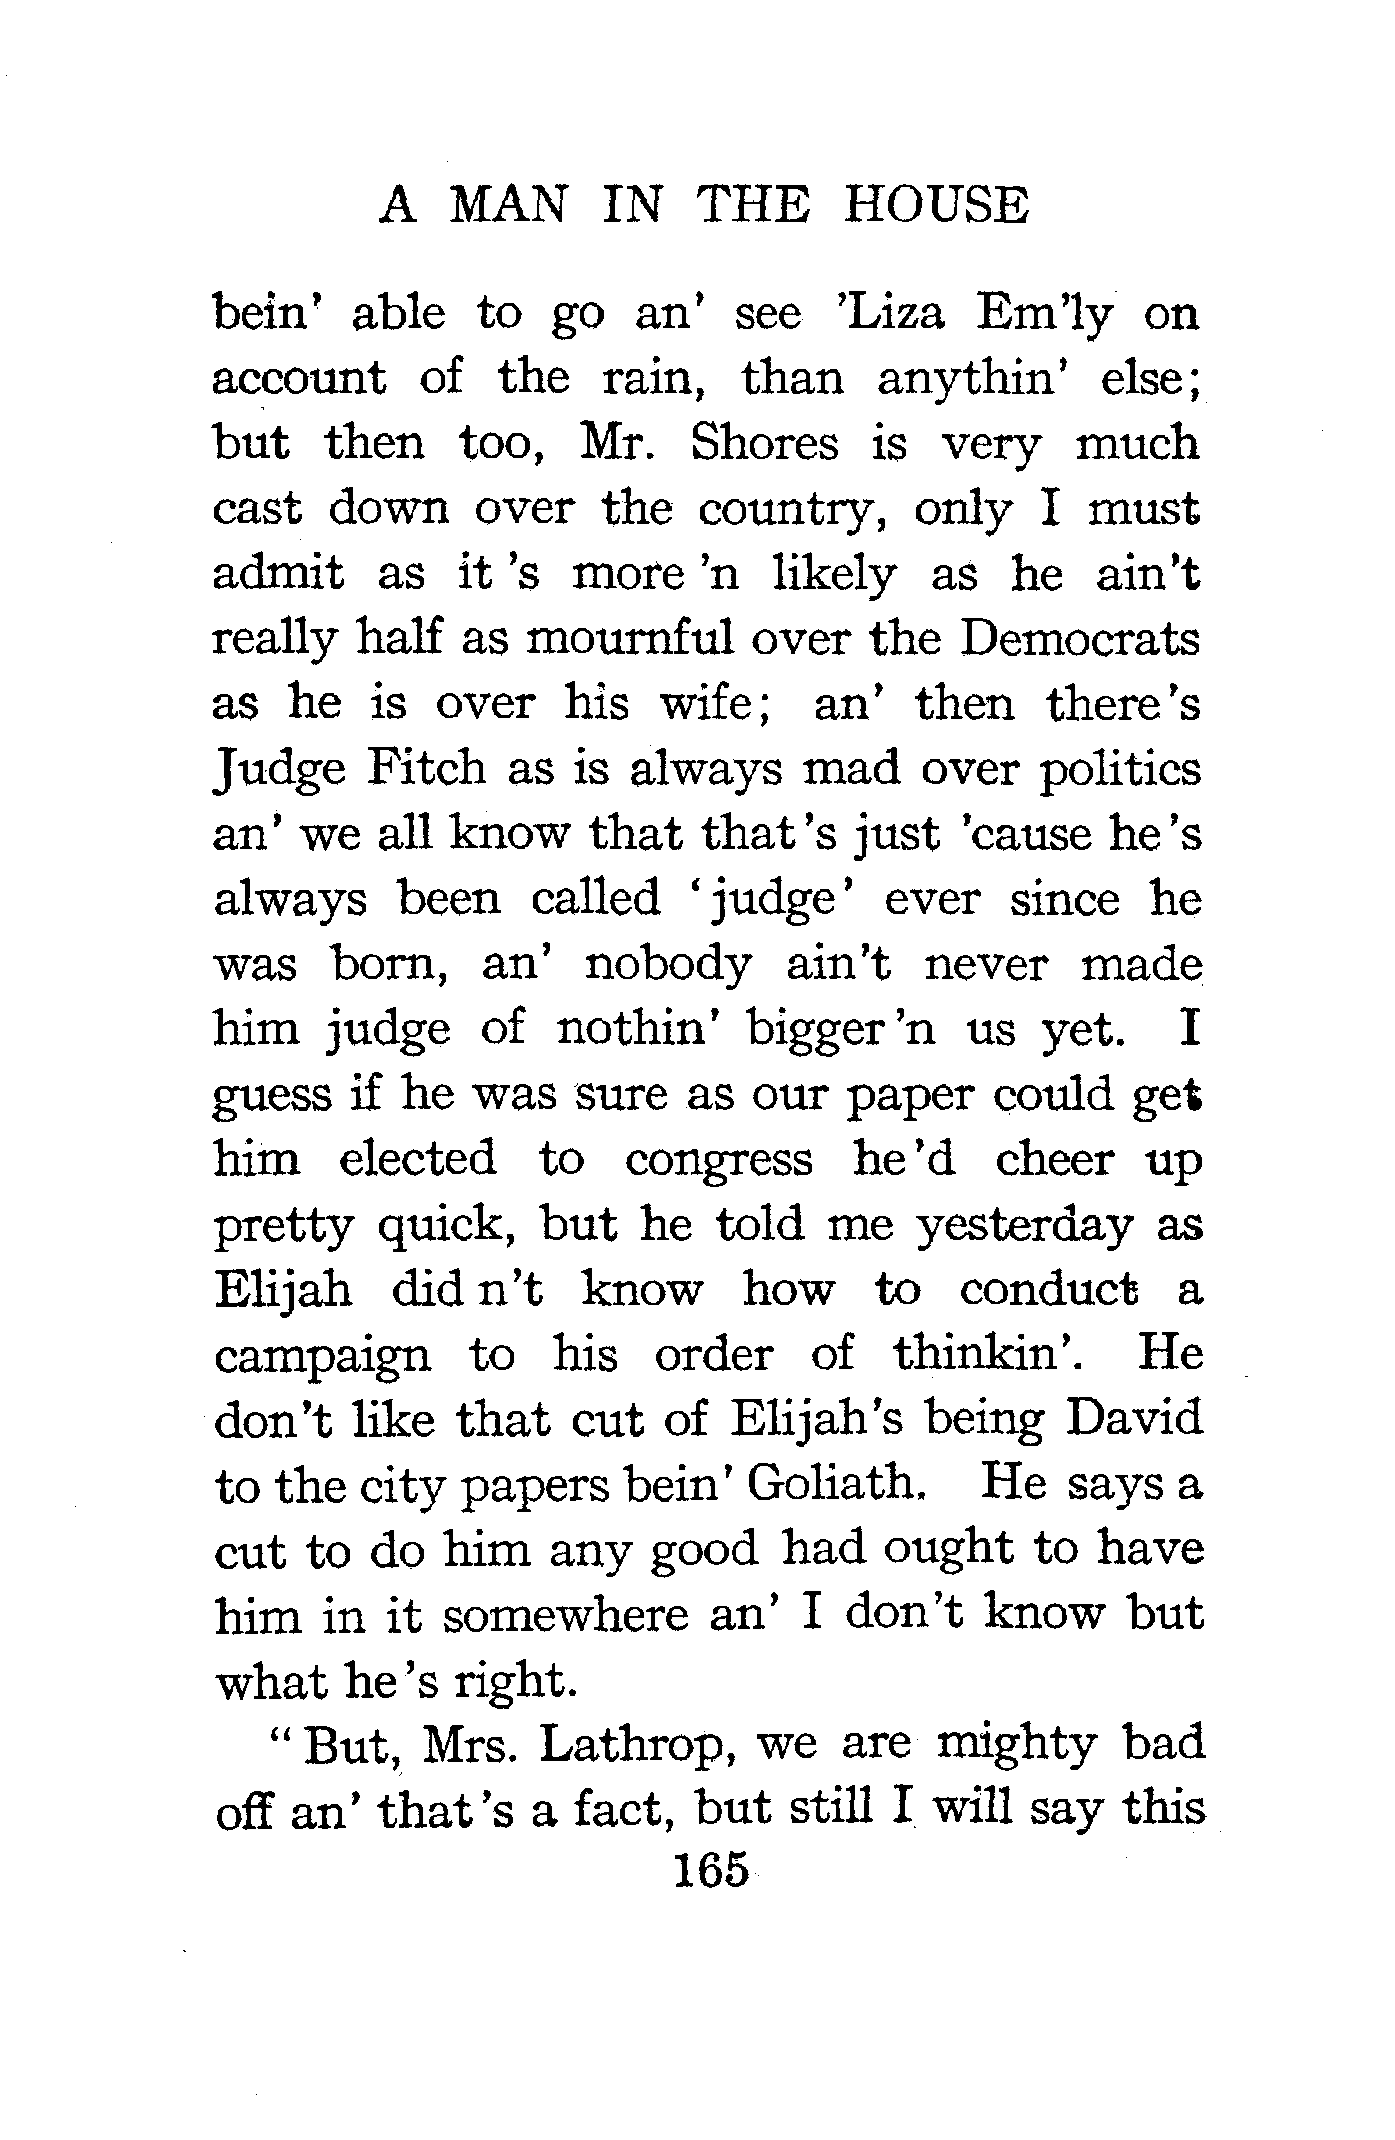 A MAN IN THE HOUSE
bein' able to go an' see 'Liza Em'ly on
account of the rain, than anythin' else;
but then too, Mr. Shores is very much
cast down over the country, only I must
admit as it 's more 'n likely as he ain't
really half as mournful over the Democrats
as he is over his wife; an' then there 's
Judge Fitch as is always mad over politics
an' we all know that that 's just 'cause he 's
always been called 'judge' ever since he
was born, an' nobody ain't never made
him judge of nothin' bigger 'n us yet. I
guess if he was sure as our paper could get
him elected to congress he 'd cheer up
pretty quick, but he told me yesterday as
Elijah did n't know how to conduct a
campaign to his order of thinkin'. He
don't like that cut of Elijah's being David
to the city papers bein' Goliath. He says a
cut to do him any good had ought to have
him in it somewhere an' I don't know but
what he 's right.
"But, Mrs. Lathrop, we are mighty bad
off an' that 's a fact, but still I will say this
165